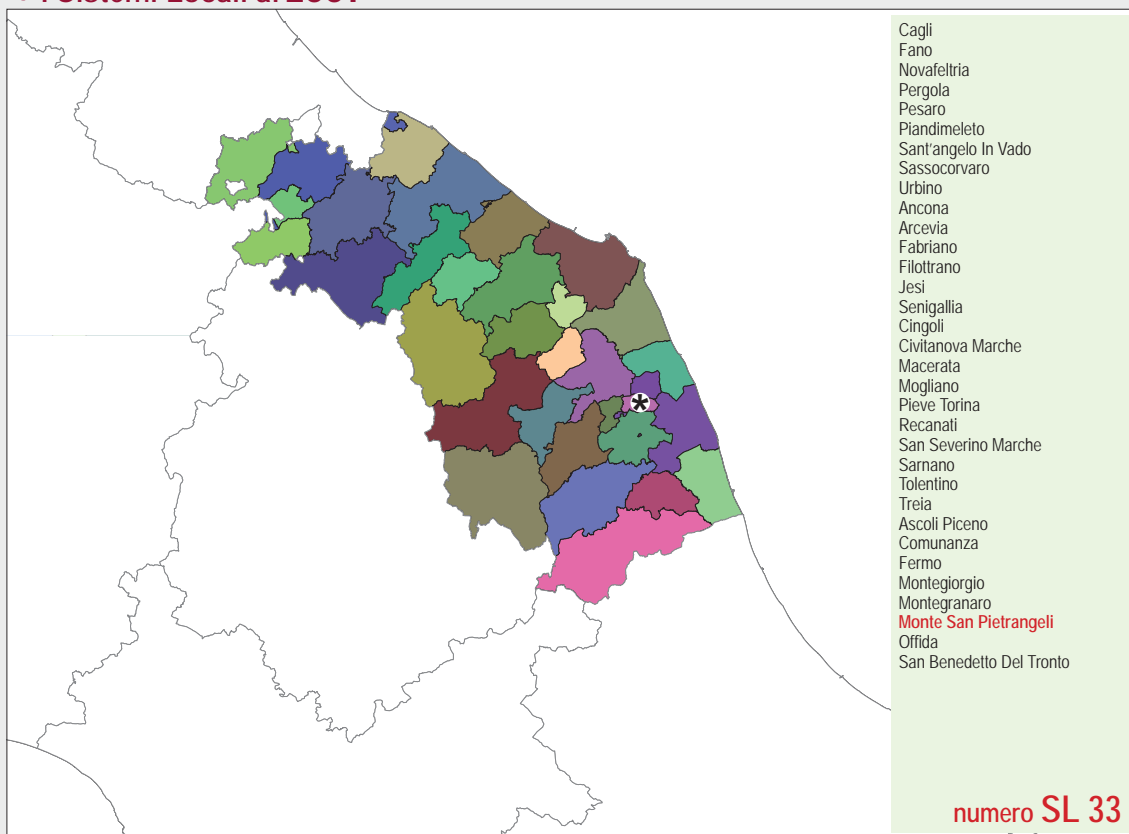 Cagli
Fano
Novafeltria
Pergola
Pesaro
Piandimeleto
Sant'angelo In Vado
Sassocorvaro
Urbino
Ancona
Arcevia
Fabriano
Filottrano
Jesi
Senigallia
Cingoli
Civitanova Marche
Macerata
Mogliano
Pieve Torina
Recanati
San Severino Marche
Sarnano
Tolentino
Treia
Ascoli Piceno
Comunanza
Fermo
Montegiorgio
Montegranaro
Monte San Pietrangeli
Offida
San Benedetto Del Tronto
numero SL 33